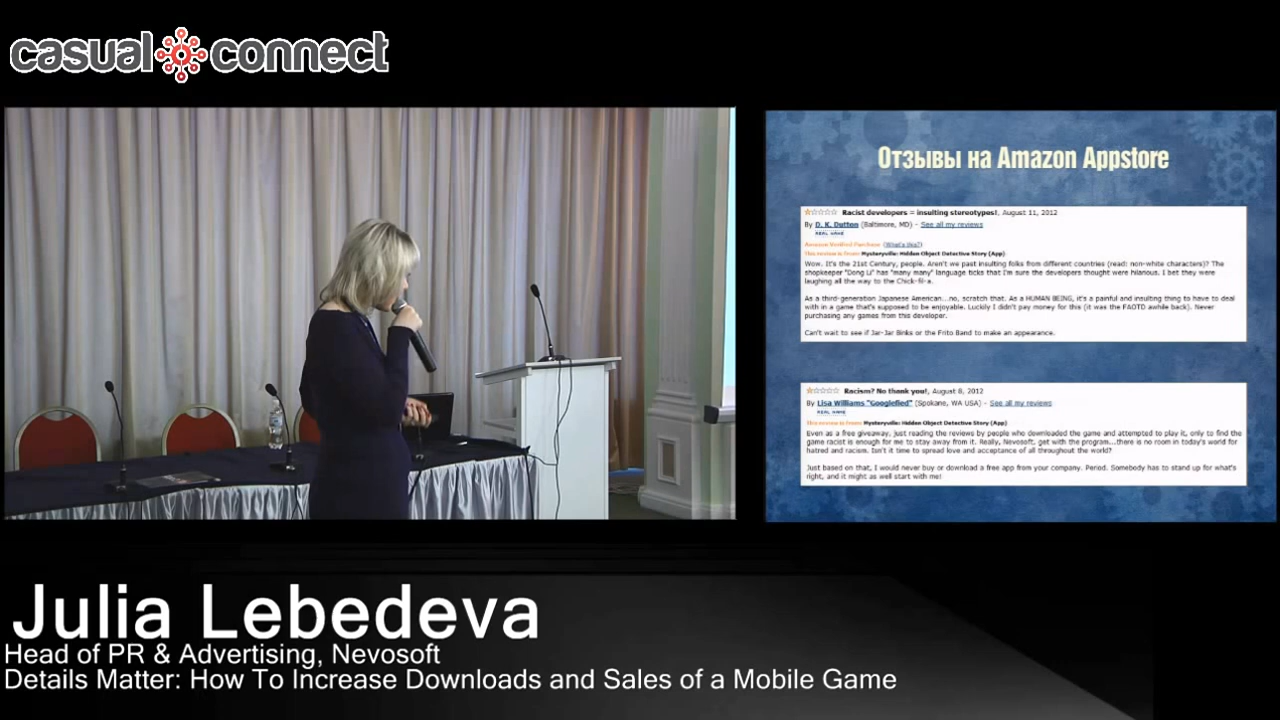 casual connect
Отзывы на Amazon Appstore
Racist developers = insulting stereotypes!, August 11, 2012
By D. K. Dutton (Baltimore, MD) - See all my reviews
REAL NAME
Amazon Verified Purchase (What's this?)
This review is from: Mysteryville: Hidden Object Detective Story (App)
Wow. It's the 21st Century, people. Aren't we past insulting folks from different countries (read: non-white characters)? The
shopkeeper "Dong Li" has "many many" language ticks that I'm sure the developers thought were hilarious. I bet they were
laughing all the way to the Chick-fil-a.
As a third-generation Japanese American...no, scratch that. As a HUMAN BEING, it's a painful and insulting thing to have to deal
with in a game that's supposed to be enjoyable. Luckily I didn't pay money for this (it was the FAOTD awhile back). Never
purchasing any games from this developer.
Can't wait to see if Jar-Jar Binks or the Frito Band to make an appearance.
Racism? No thank you!, August 8, 2012
By Lisa Williams "Googlefied" (Spokane, WA USA) - See all my reviews
REAL NAME
This review is from: Mysteryville: Hidden Object Detective Story (App)
Even as a free giveaway, just reading the reviews by people who downloaded the game and attempted to play it, only to find the
game racist is enough for me to stay away from it. Really, Nevosoft, get with the program...there is no room in today's world for
hatred and racism. Isn't it time to spread love and acceptance of all throughout the world?
Just based on that, I would never buy or download a free app from your company. Period. Somebody has to stand up for what's
right, and it might as well start with me!
Julia Lebedeva
Head of PR & Advertising, Nevosoft
Details Matter: How To Increase Downloads and Sales of a Mobile Game